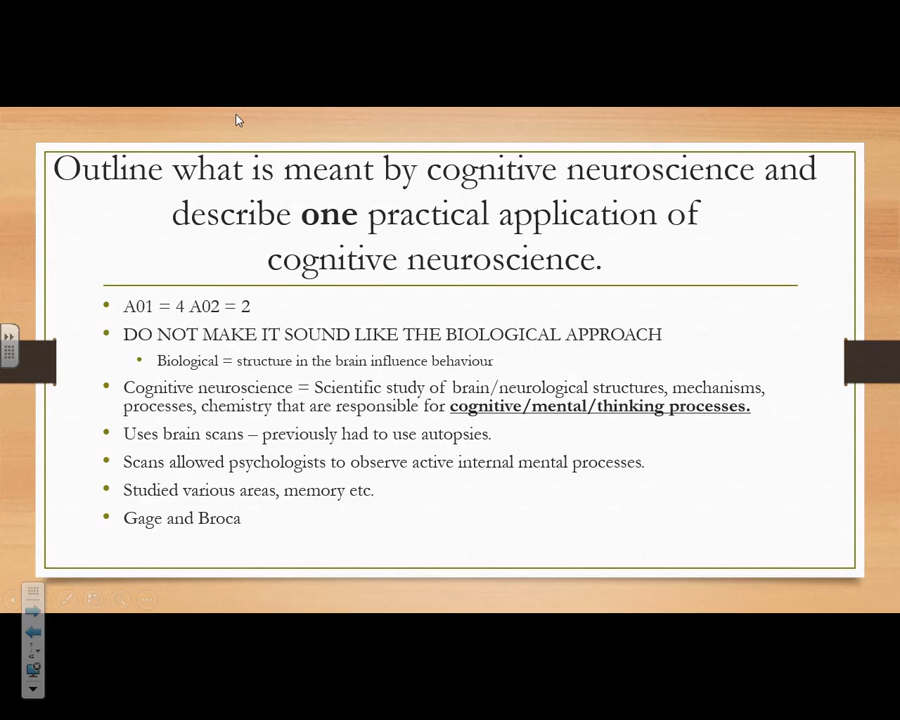 Outline what is meant by cognitive neuroscience and
describe one practical application of
cognitive neuroscience.
• A01 = 4 A02 = 2
• DO NOT MAKE IT SOUND LIKE THE BIOLOGICAL APPROACH
• Biological = structure in the brain influence behaviour
• Cognitive neuroscience = Scientific study of brain/neurological structures, mechanisms,
processes, chemistry that are responsible for cognitive/mental/thinking processes.
• Uses brain scans – previously had to use autopsies.
• Scans allowed psychologists to observe active internal mental processes.
• Studied various areas, memory etc.
• Gage and Broca